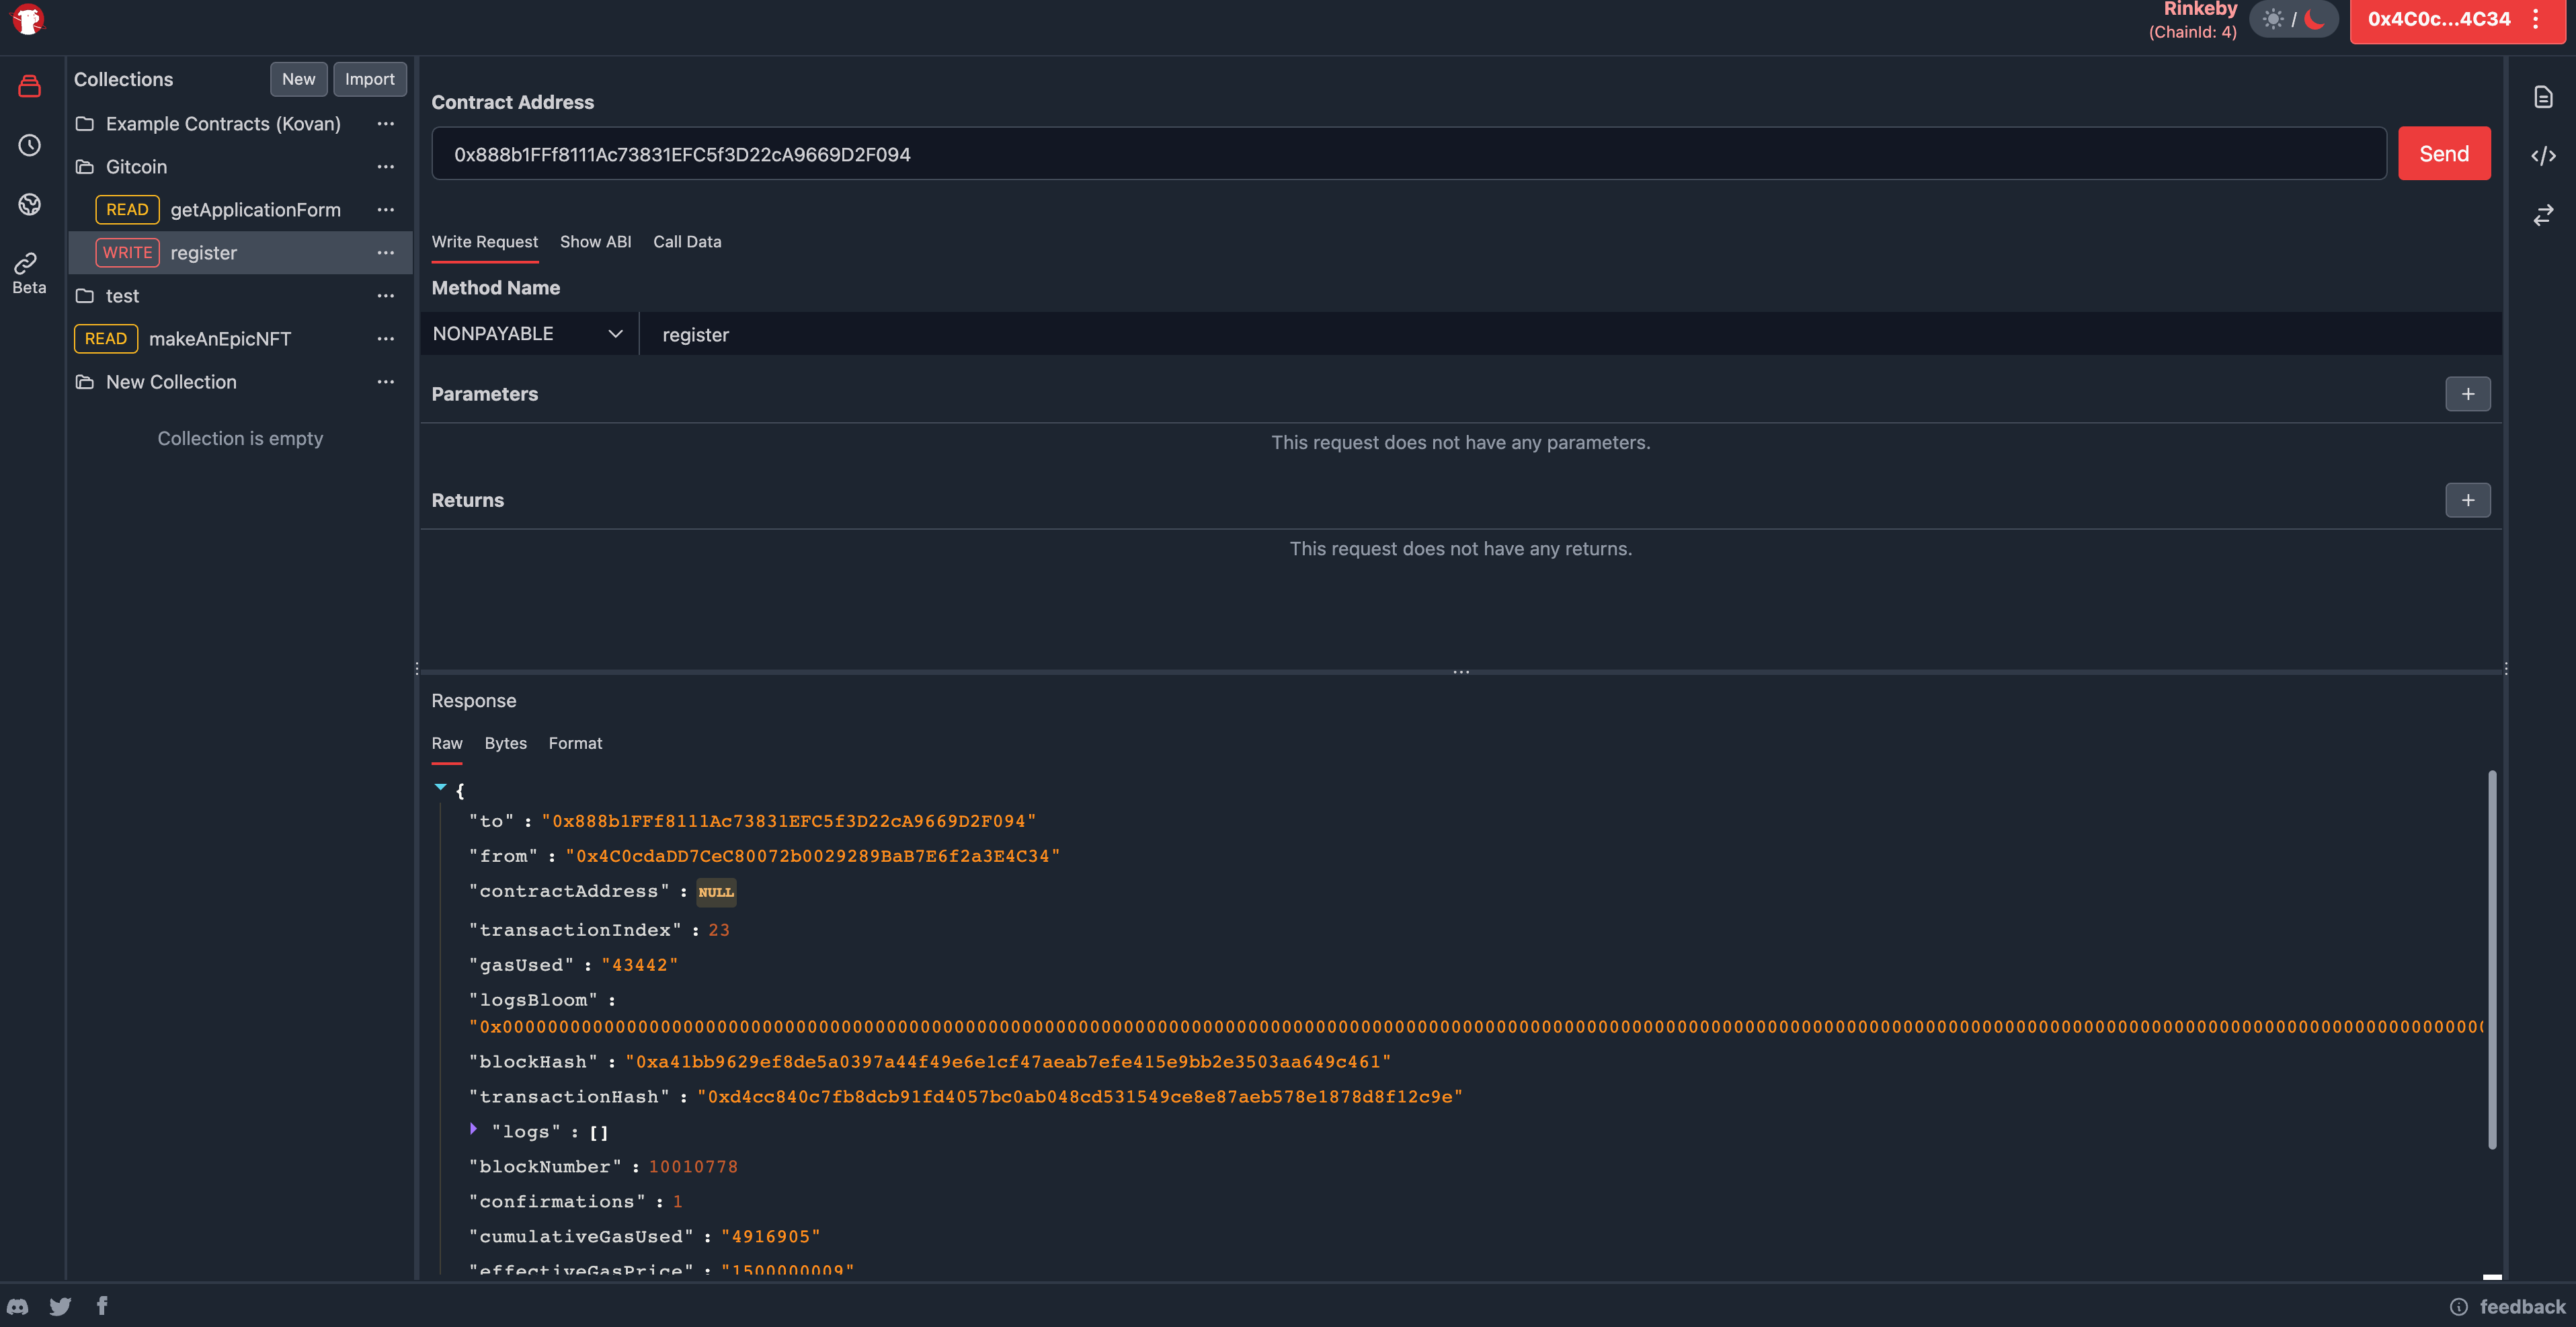 Rinkeby
(ChainId: 4)
0x4C0c...4C34
Collections
New
Import
Example Contracts (Kovan)
Gitcoin
READ getApplicationForm
WRITE register
test
READ makeAnEpicNFT
New Collection
Collection is empty
Beta
Contract Address
0x888b1FFf8111Ac73831EFC5f3D22cA9669D2F094
Send
Write Request Show ABI Call Data
Method Name
NONPAYABLE register
Parameters
+
This request does not have any parameters.
Returns
+
This request does not have any returns.
Response
Raw Bytes Format
{
"to" : "0x888b1FFf8111Ac73831EFC5f3D22cA9669D2F094"
"from" : "0x4C0cdaDD7CeC80072b0029289BaB7E6f2a3E4C34"
"contractAddress" : NULL
"transactionIndex" : 23
"gasUsed" : "43442"
"logsBloom" :
"blockHash" : "0xa41bb9629ef8de5a0397a44f49e6e1cf47aeab7efe415e9bb2e3503aa649c461"
"transactionHash" : "0xd4cc840c7fb8dcb91fd4057bc0ab048cd531549ce8e87aeb578e1878d8f12c9e"
"logs" : []
"blockNumber" : 10010778
"confirmations" : 1
"cumulativeGasUsed" : "4916905"
"effectiveGasPrice" : "1500000009"
feedback